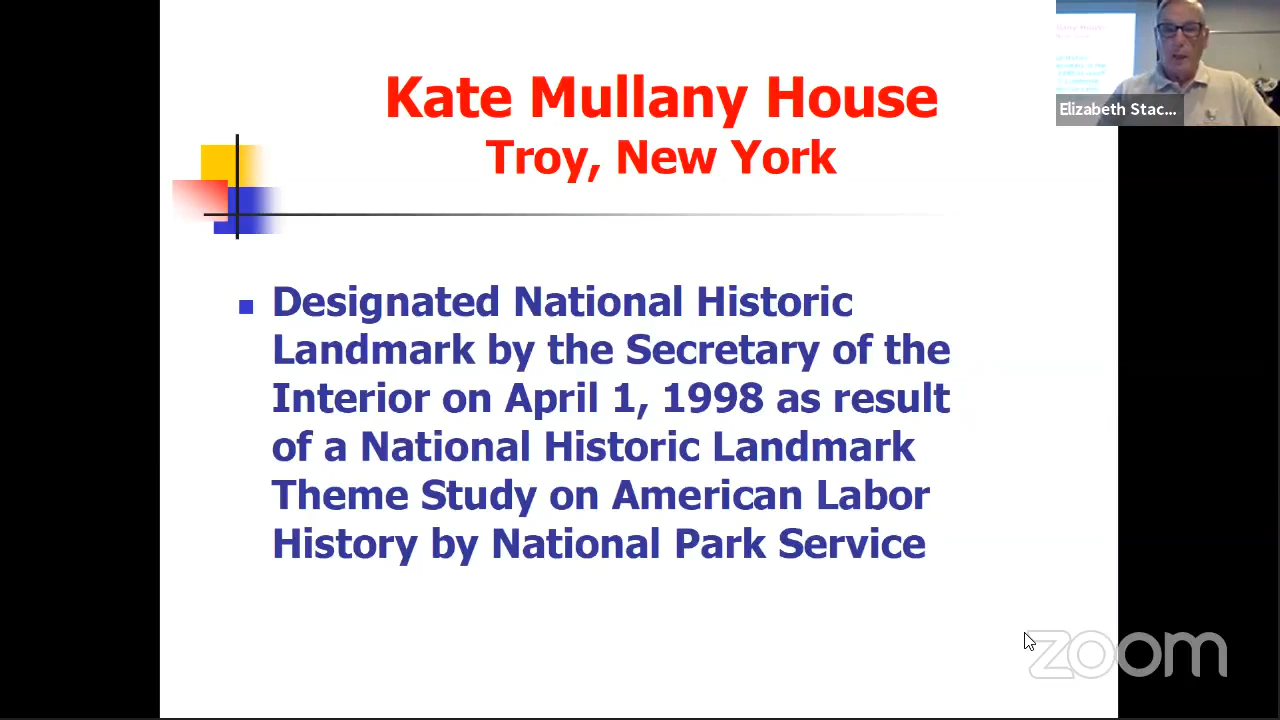 Kate Mullany House
Troy, New York
Elizabeth Stac...
Designated National Historic
Landmark by the Secretary of the
Interior on April 1, 1998 as result
of a National Historic Landmark
Theme Study on American Labor
History by National Park Service
zoom